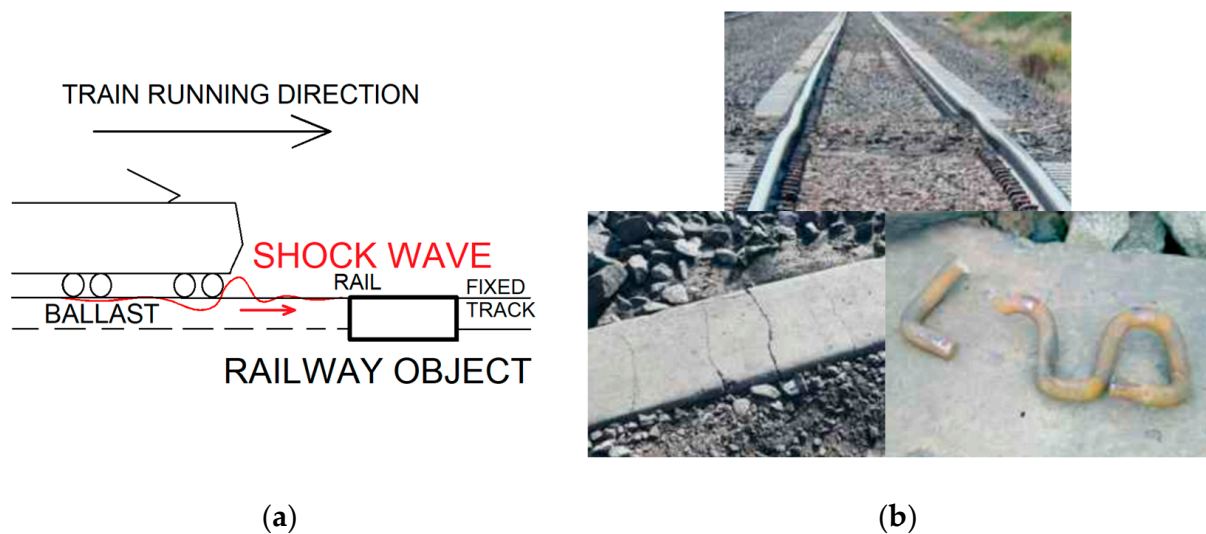 TRAIN RUNNING DIRECTION
SHOCK WAVE
RAIL
FIXED
BALLAST
TRACK
RAILWAY OBJECT
(a)
(b)